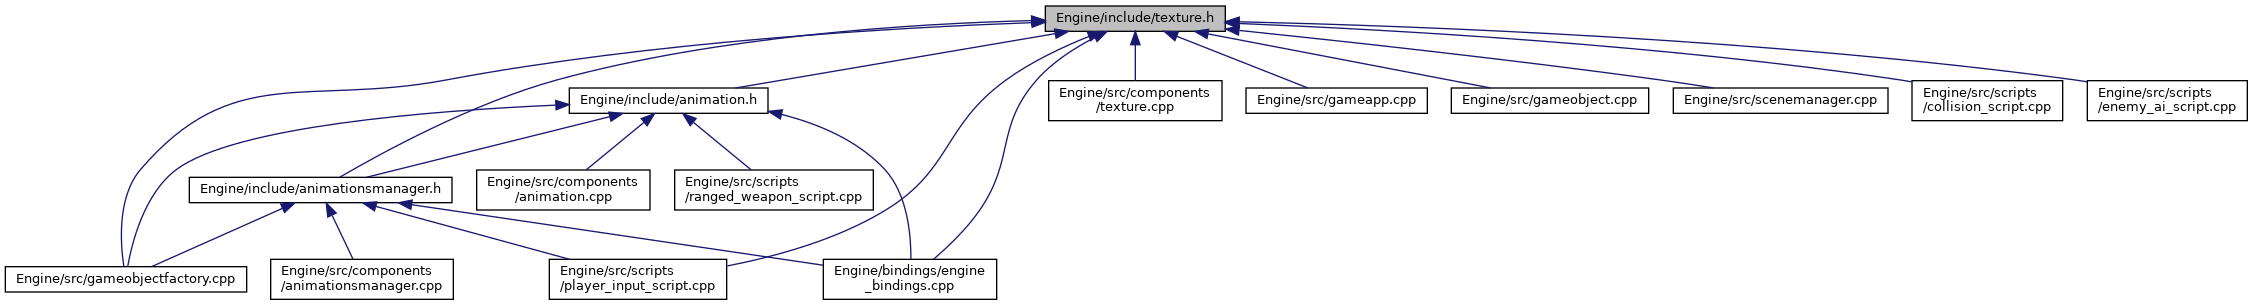 Engine/include/texture.h
Engine/include/animation.h
Engine/src/components
/texture.cpp
Engine/src/gameapp.cpp
Engine/src/gameobject.cpp
Engine/src/scenemanager.cpp
Engine/src/scripts
/collision_script.cpp
Engine/src/scripts
/enemy_ai_script.cpp
Engine/include/animationsmanager.h
Engine/src/components
/animation.cpp
Engine/src/scripts
/ranged_weapon_script.cpp
Engine/src/gameobjectfactory.cpp
Engine/src/components
/animationsmanager.cpp
Engine/src/scripts
/player_input_script.cpp
Engine/bindings/engine
_bindings.cpp